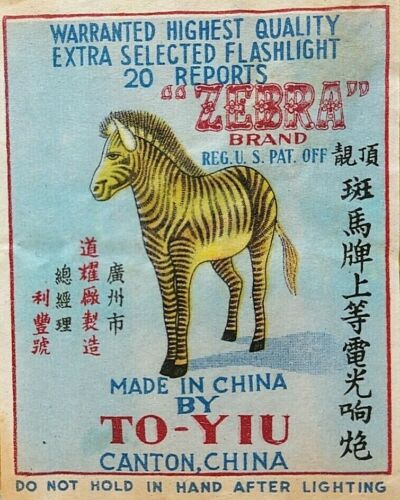 WARRANTED HIGHEST QUALITY
EXTRA SELECTED FLASHLIGHT
20 REPORTS
"ZEBRA"
BRAND
REG. U. S. PAT. OFF
頂靚
斑馬牌上等電光响炮
廣州市
道耀廠製造
總經理
利豐號
MADE IN CHINA
BY
TO-YIU
CANTON, CHINA
DO NOT HOLD IN HAND AFTER LIGHTING